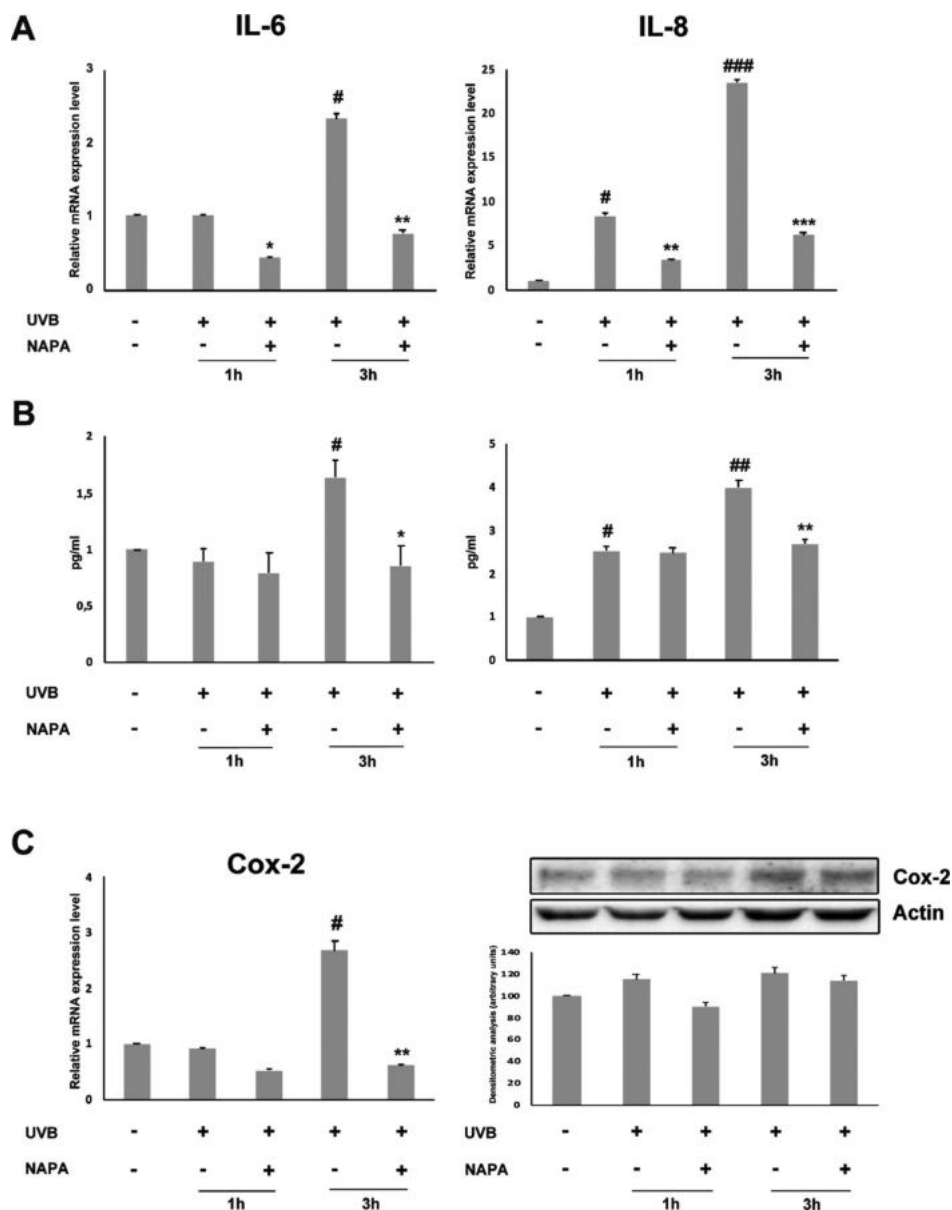 A
IL-6
IL-8
Relative mRNA expression level
3
2
1
0
#
*
**
Relative mRNA expression level
25
20
15
10
5
0
#
**
###
***
UVB - + + + +
NAPA - - + - +
1h 3h
- + + + +
- - + - +
1h 3h
B
pg/ml
2
1,5
1
0,5
0
#
*
pg/ml
5
4
3
2
1
0
#
##
**
UVB - + + + +
NAPA - - + - +
1h 3h
- + + + +
- - + - +
1h 3h
C
Cox-2
Relative mRNA expression level
4
3
2
1
0
#
**
UVB - + + + +
NAPA - - + - +
1h 3h
Cox-2
Actin
Densitometric analysis (arbitrary units)
140
120
100
80
60
40
20
0
UVB - + + + +
NAPA - - + - +
1h 3h